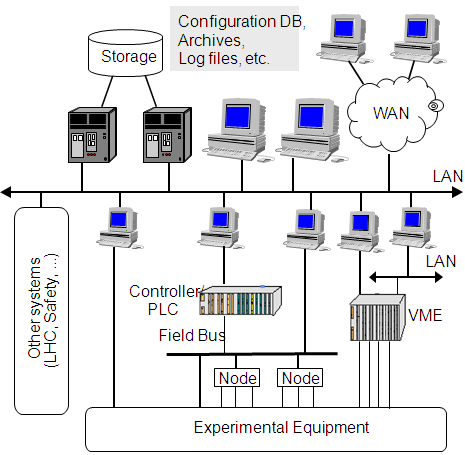 Configuration DB,
Archives,
Log files, etc.
Storage
WAN
LAN
Other systems
(LHC, Safety, ...)
LAN
Controller/
PLC
VME
Field Bus
Node
Node
Experimental Equipment